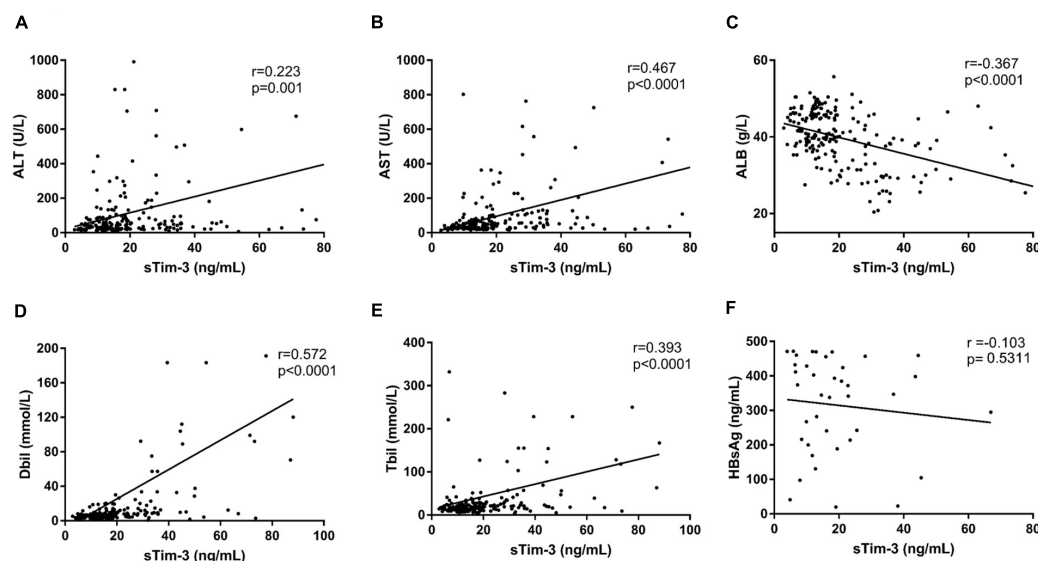 A
r=0.223
p=0.001
1000
800
600
400
200
0
ALT (U/L)
0 20 40 60 80
sTim-3 (ng/mL)
B
r=0.467
p<0.0001
1000
800
600
400
200
0
AST (U/L)
0 20 40 60 80
sTim-3 (ng/mL)
C
r=-0.367
p<0.0001
60
40
20
ALB (g/L)
0 20 40 60 80
sTim-3 (ng/mL)
D
r=0.572
p<0.0001
200
160
120
80
40
0
Dbil (mmol/L)
0 20 40 60 80 100
sTim-3 (ng/mL)
E
r=0.393
p<0.0001
400
300
200
100
0
Tbil (mmol/L)
0 20 40 60 80 100
sTim-3 (ng/mL)
F
r =-0.103
p= 0.5311
500
400
300
200
100
0
HBsAg (ng/mL)
0 20 40 60 80
sTim-3 (ng/mL)